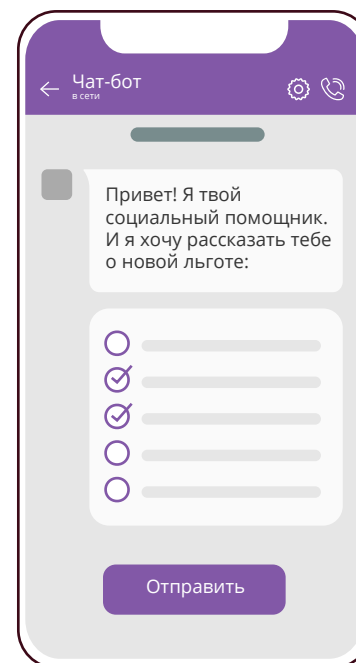 Чат-бот
в сети
Привет! Я твой
социальный помощник.
И я хочу рассказать тебе
о новой льготе:
Отправить